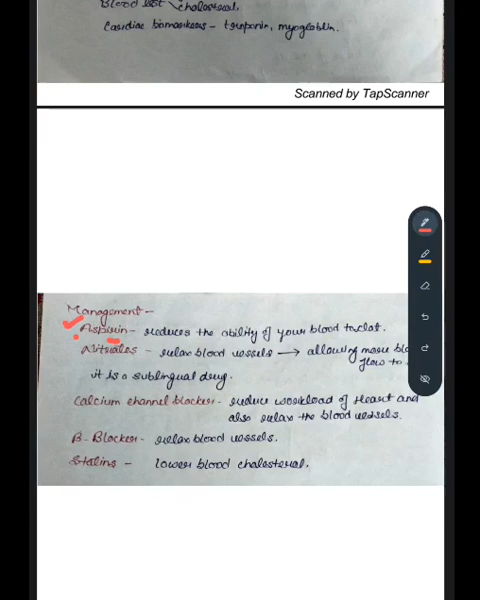 Blood test cholesterol.
Cardiac biomarkers - troponin, myoglobin.
Scanned by TapScanner
Management -
Aspirin - reduces the ability of your blood to clot.
Nitrates - relax blood vessels → allowing more blo
flow to
it is a sublingual drug.
Calcium channel blocker - reduce workload of Heart and
also relax the blood vessels.
B-Blocker - relax blood vessels.
Statins - lower blood cholesterol.